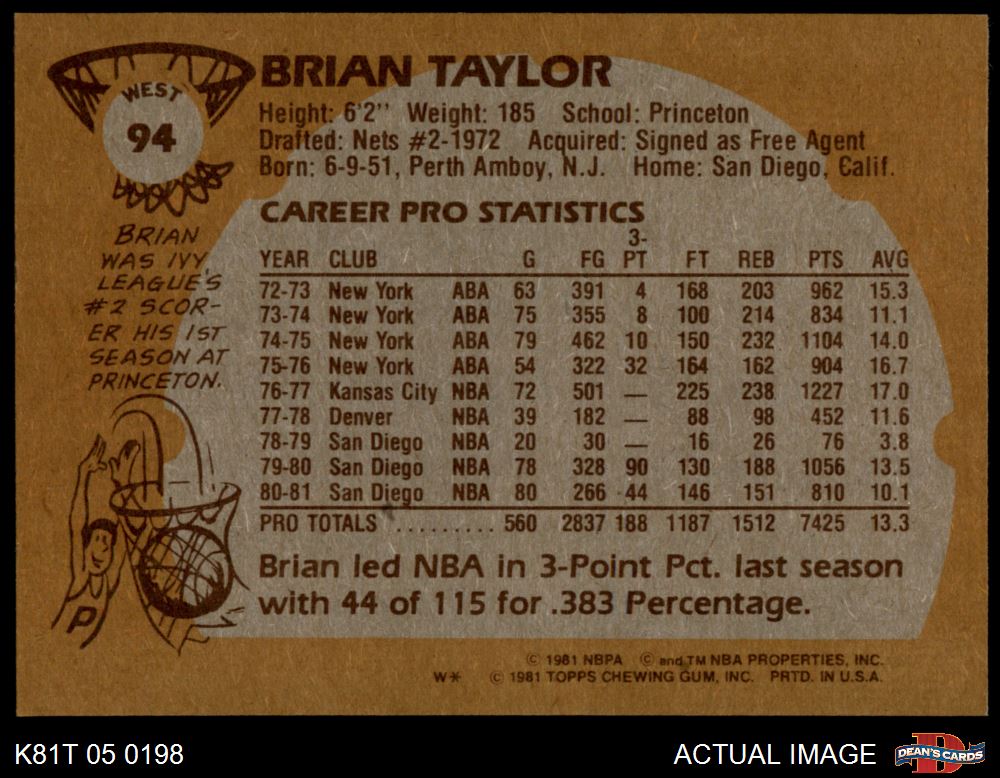 WEST
94
BRIAN TAYLOR
Height: 6'2" Weight: 185 School: Princeton
Drafted: Nets #2-1972 Acquired: Signed as Free Agent
Born: 6-9-51, Perth Amboy, N.J. Home: San Diego, Calif.
BRIAN
WAS IVY
LEAGUE'S
#2 SCOR-
ER HIS 1ST
SEASON AT
PRINCETON.
P
CAREER PRO STATISTICS
YEAR CLUB G FG 3-PT FT REB PTS AVG
72-73 New York ABA 63 391 4 168 203 962 15.3
73-74 New York ABA 75 355 8 100 214 834 11.1
74-75 New York ABA 79 462 10 150 232 1104 14.0
75-76 New York ABA 54 322 32 164 162 904 16.7
76-77 Kansas City NBA 72 501 — 225 238 1227 17.0
77-78 Denver NBA 39 182 — 88 98 452 11.6
78-79 San Diego NBA 20 30 — 16 26 76 3.8
79-80 San Diego NBA 78 328 90 130 188 1056 13.5
80-81 San Diego NBA 80 266 44 146 151 810 10.1
PRO TOTALS ......... 560 2837 188 1187 1512 7425 13.3
Brian led NBA in 3-Point Pct. last season
with 44 of 115 for .383 Percentage.
© 1981 NBPA © and TM NBA PROPERTIES, INC.
W* © 1981 TOPPS CHEWING GUM, INC. PRTD. IN U.S.A.
K81T 05 0198 ACTUAL IMAGE
D
DEAN'S CARDS